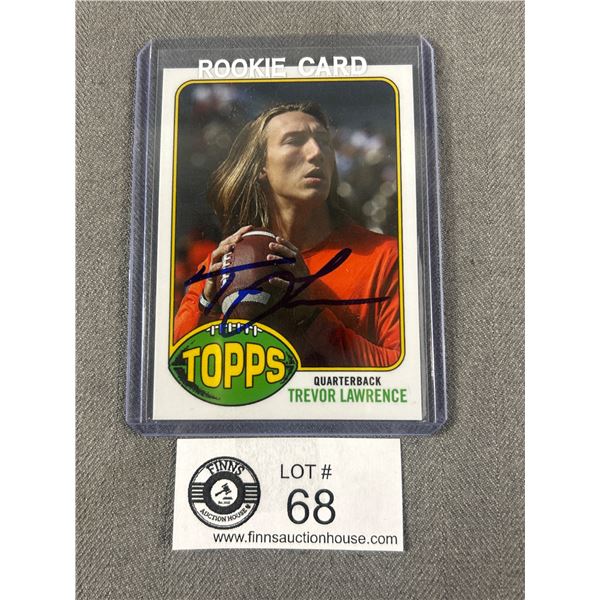 ROOKIE CARD
TOPPS
QUARTERBACK
TREVOR LAWRENCE
FINNS
AUCTION HOUSE
LOT #
68
www.finnsauctionhouse.com